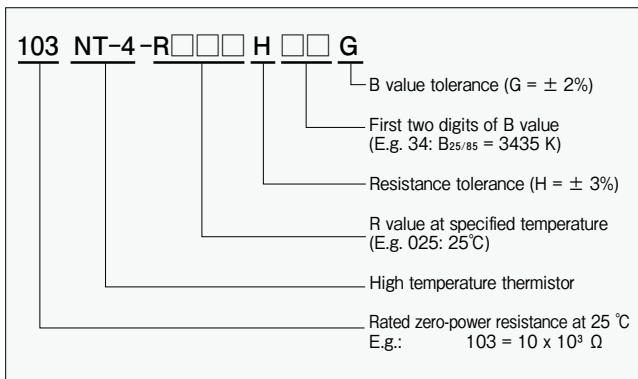 103 NT-4-R□□□ H □□ G
B value tolerance (G = ± 2%)
First two digits of B value
(E.g. 34: B25/85 = 3435 K)
Resistance tolerance (H = ± 3%)
R value at specified temperature
(E.g. 025: 25℃)
High temperature thermistor
Rated zero-power resistance at 25 ℃
E.g.: 103 = 10 x 10³ Ω